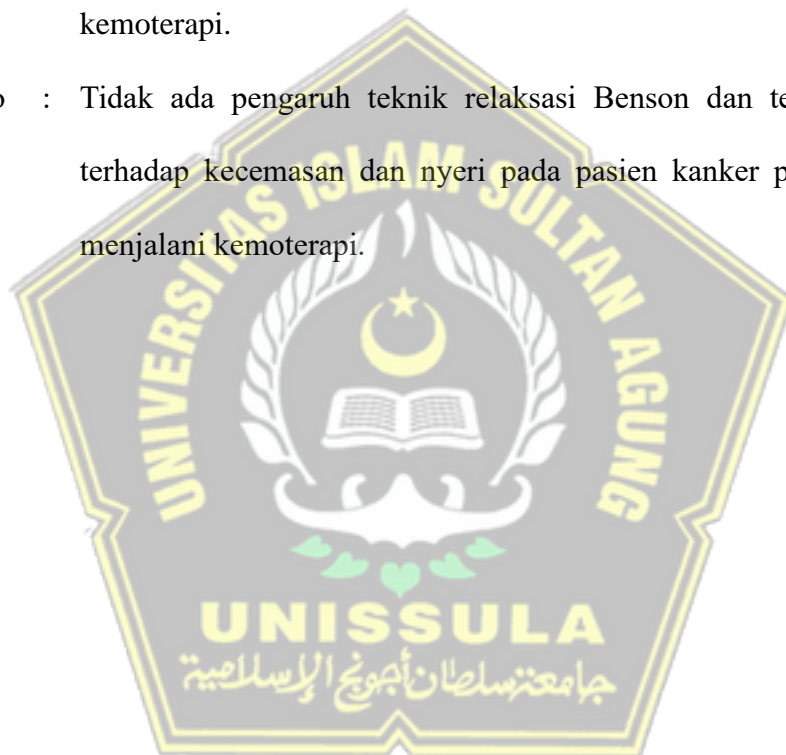 kemoterapi.
o : Tidak ada pengaruh teknik relaksasi Benson dan te
terhadap kecemasan dan nyeri pada pasien kanker p
menjalani kemoterapi.
UNIVERSITAS ISLAM SULTAN AGUNG
UNISSULA
جامعة سلطان أجونج الإسلامية